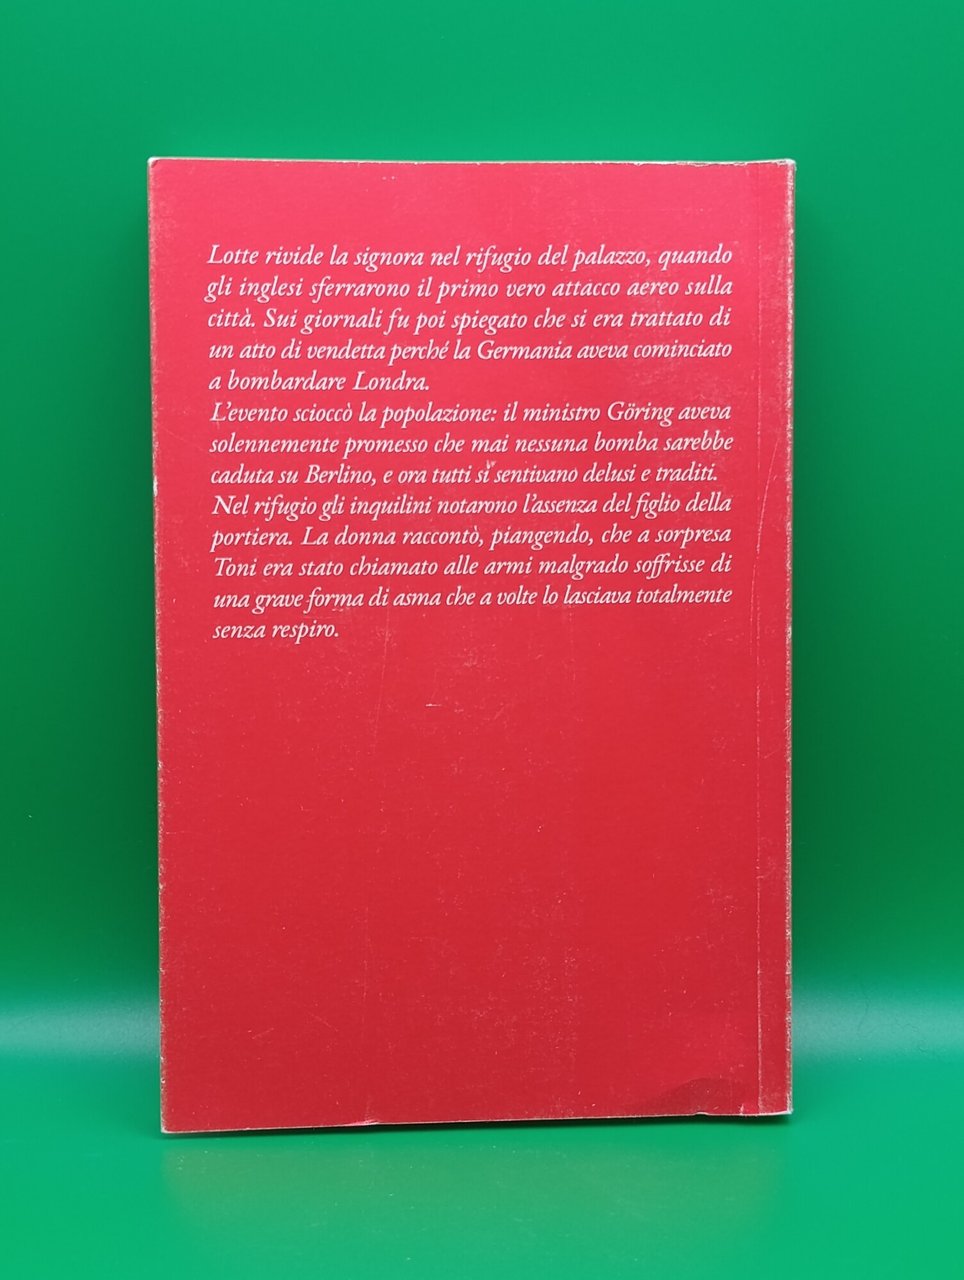 Lotte rivide la signora nel rifugio del palazzo, quando
gli inglesi sferrarono il primo vero attacco aereo sulla
città. Sui giornali fu poi spiegato che si era trattato di
un atto di vendetta perché la Germania aveva cominciato
a bombardare Londra.
L'evento scioccò la popolazione: il ministro Göring aveva
solennemente promesso che mai nessuna bomba sarebbe
caduta su Berlino, e ora tutti si sentivano delusi e traditi.
Nel rifugio gli inquilini notarono l'assenza del figlio della
portiera. La donna raccontò, piangendo, che a sorpresa
Toni era stato chiamato alle armi malgrado soffrisse di
una grave forma di asma che a volte lo lasciava totalmente
senza respiro.